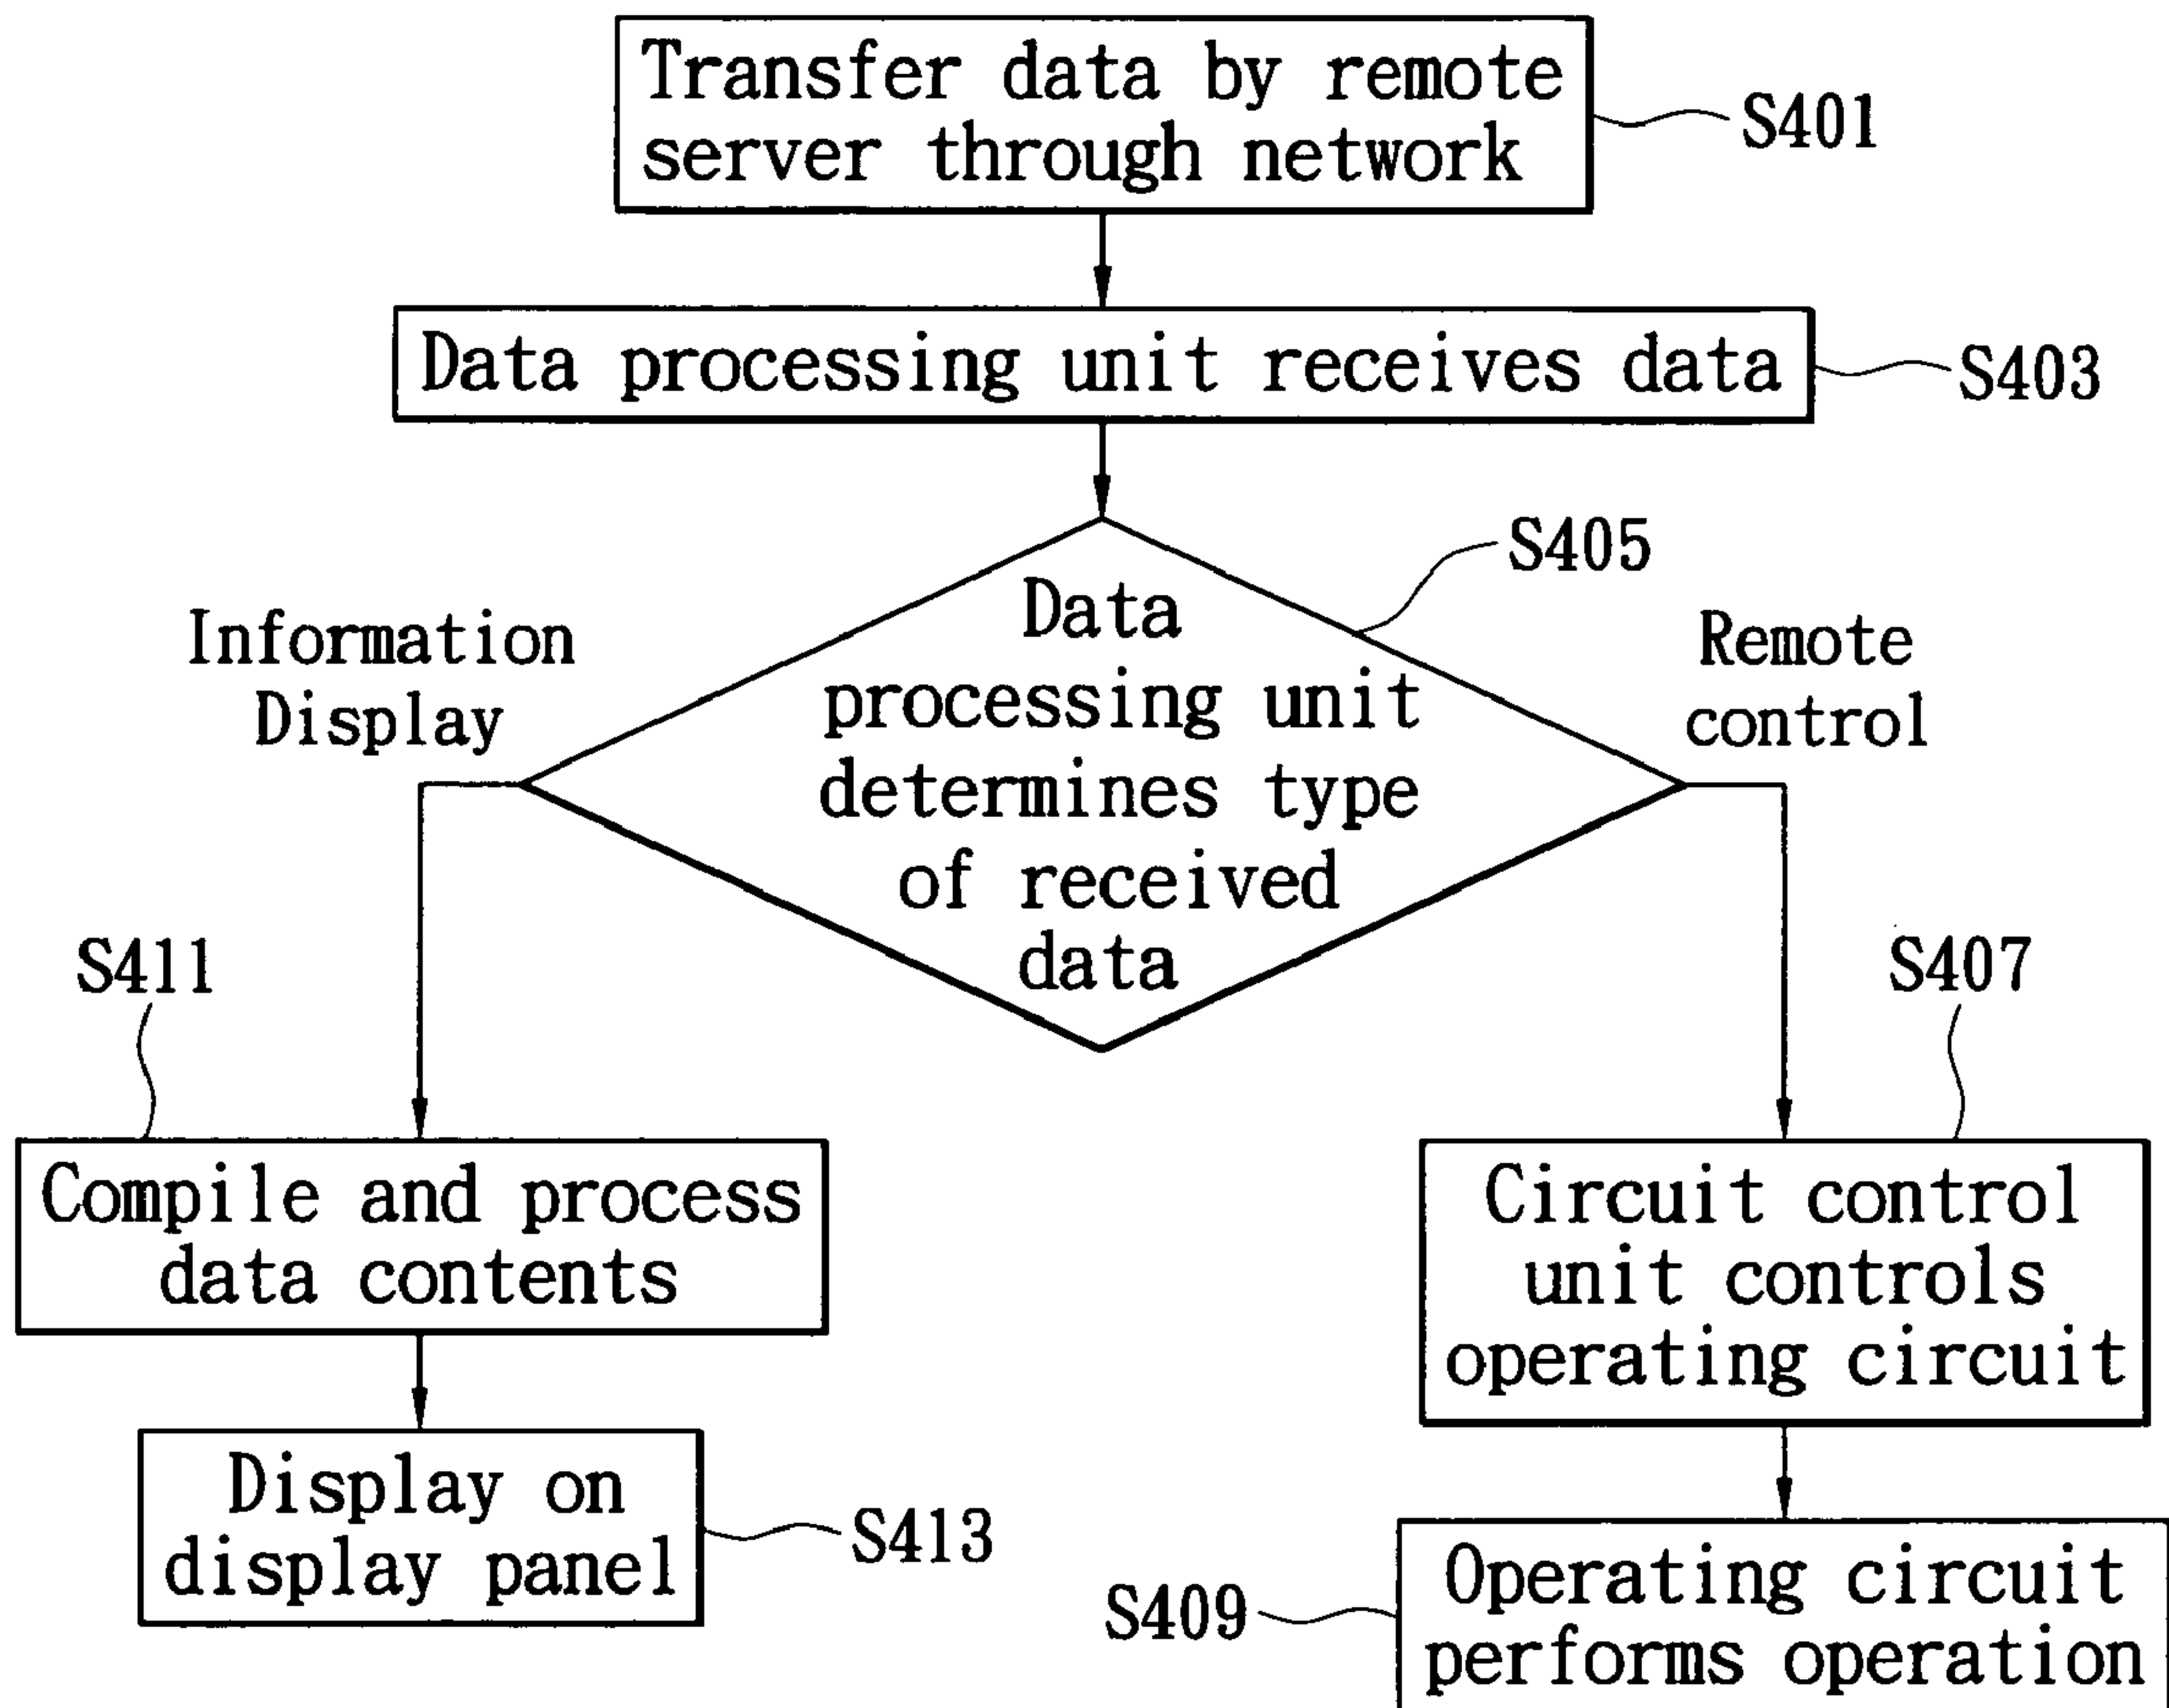 Transfer data by remote
server through network
S401
Data processing unit receives data
S403
S405
Data
processing unit
determines type
of received
data
Information
Display
Remote
control
S411
S407
Compile and process
data contents
Circuit control
unit controls
operating circuit
Display on
display panel
S413
S409
Operating circuit
performs operation